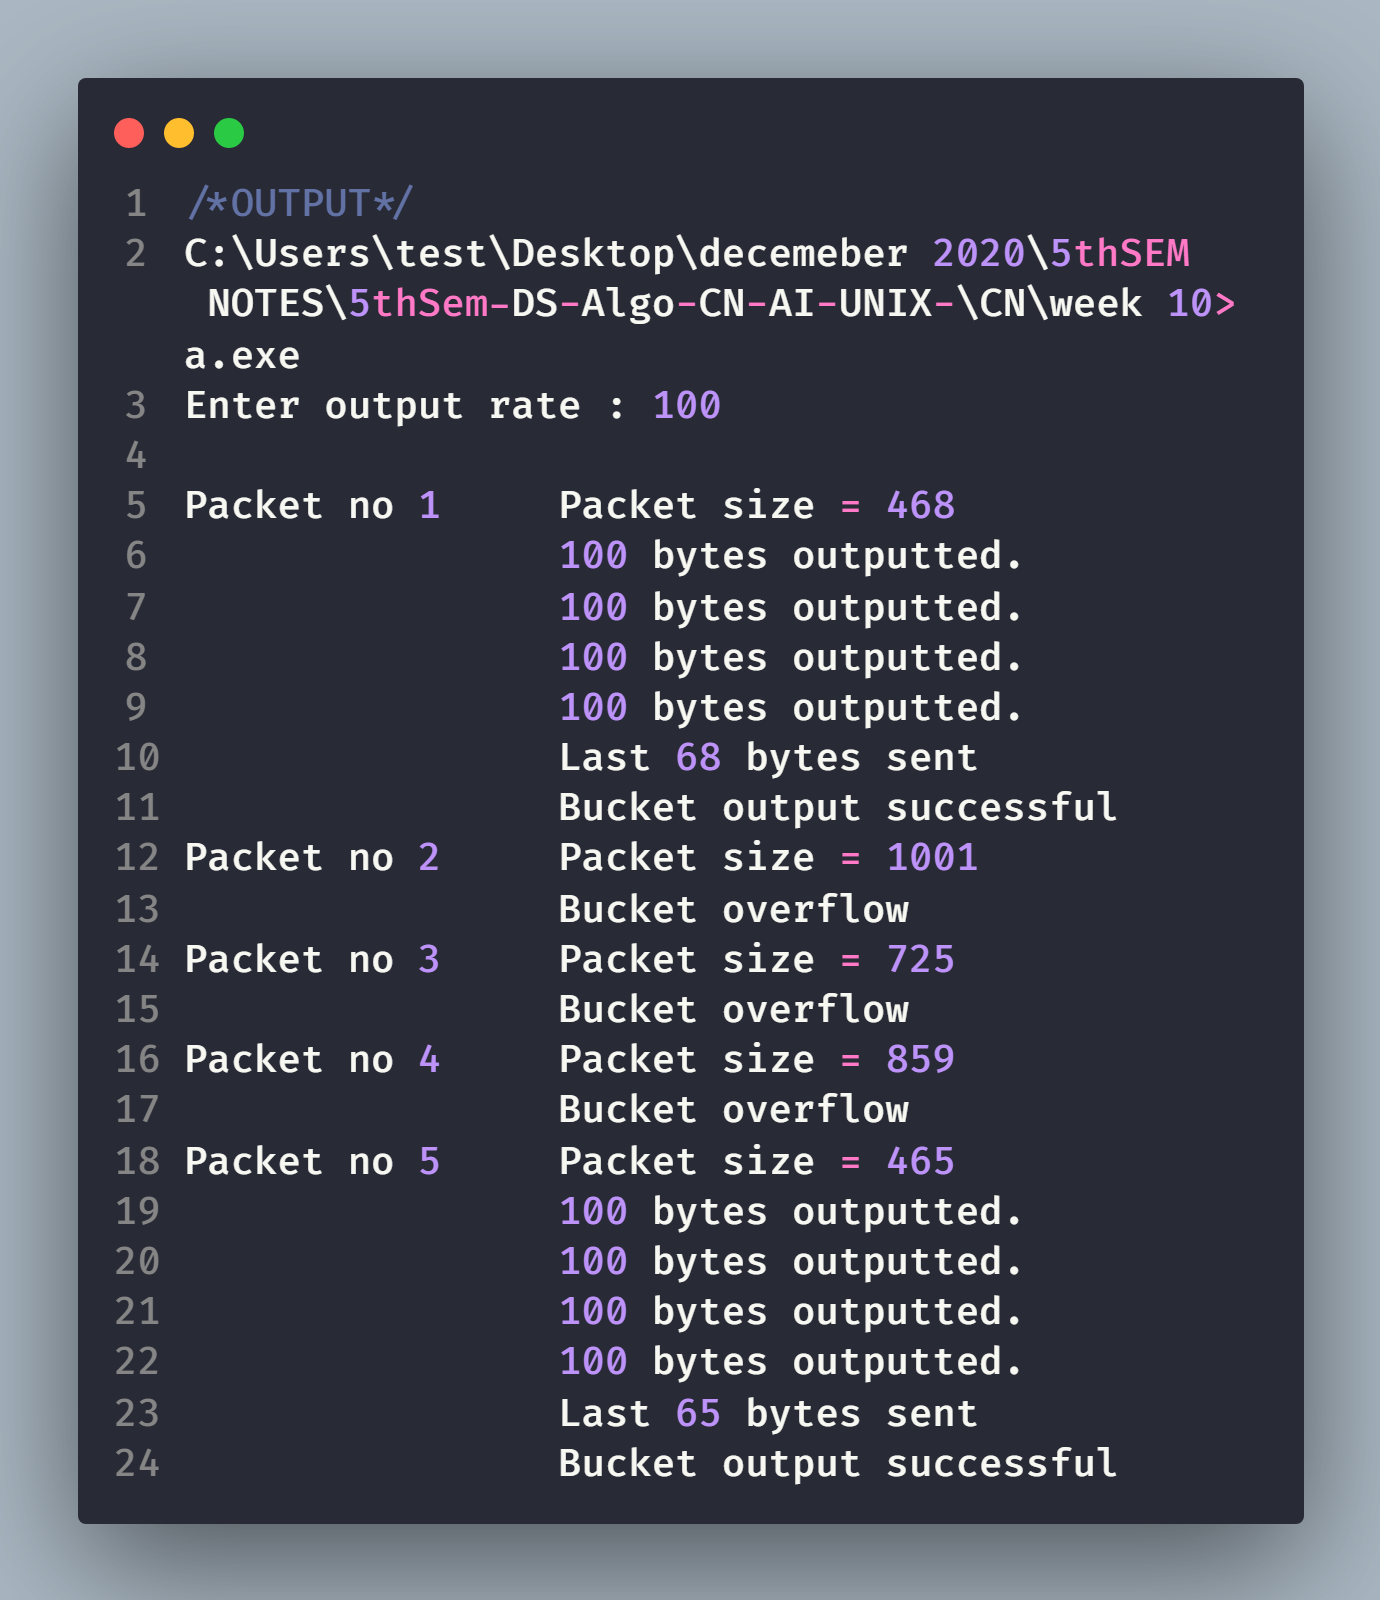 1 /*OUTPUT*/
2 C:\Users\test\Desktop\decemeber 2020\5thSEM
NOTES\5thSem-DS-Algo-CN-AI-UNIX-\CN\week 10>
a.exe
3 Enter output rate : 100
4
5 Packet no 1     Packet size = 468
6                 100 bytes outputted.
7                 100 bytes outputted.
8                 100 bytes outputted.
9                 100 bytes outputted.
10                Last 68 bytes sent
11                Bucket output successful
12 Packet no 2     Packet size = 1001
13                Bucket overflow
14 Packet no 3     Packet size = 725
15                Bucket overflow
16 Packet no 4     Packet size = 859
17                Bucket overflow
18 Packet no 5     Packet size = 465
19                100 bytes outputted.
20                100 bytes outputted.
21                100 bytes outputted.
22                100 bytes outputted.
23                Last 65 bytes sent
24                Bucket output successful